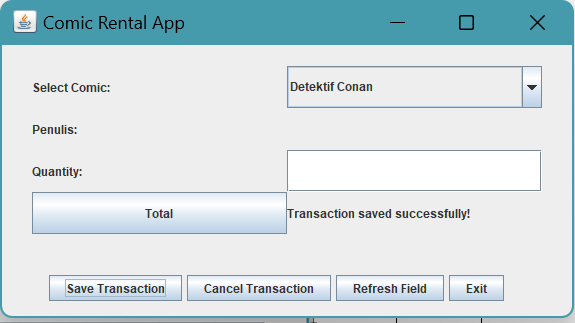 Comic Rental App
Select Comic: Detektif Conan
Penulis:
Quantity:
Total Transaction saved successfully!
Save Transaction Cancel Transaction Refresh Field Exit